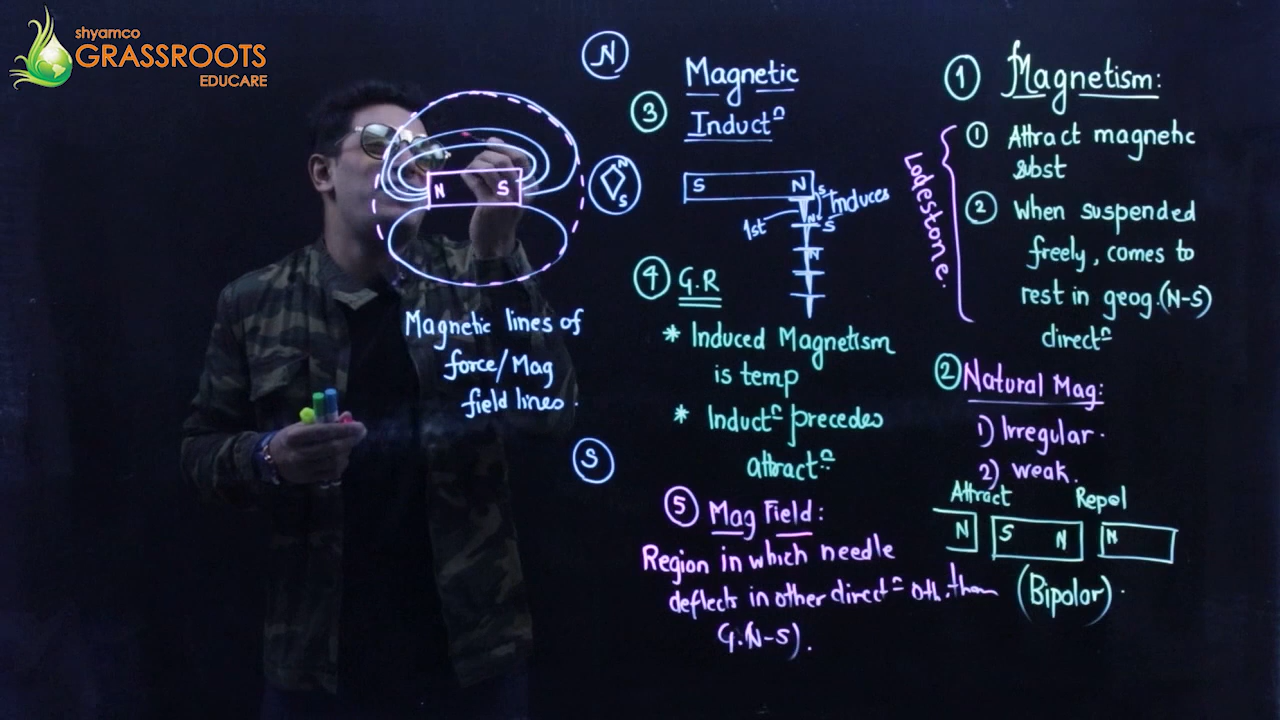 shyamco
GRASSROOTS
EDUCARE
N
N S
N
S
Magnetic lines of
force/Mag
field lines.
S
③ Magnetic
Inductⁿ
S N
S
Induces
1st
N
S
N
④ G.R
* Induced Magnetism
is temp
* Inductⁿ precedes
attractⁿ
⑤ Mag Field:
Region in which needle
deflects in other directⁿ oth. than
G.(N-S).
① Magnetism:
① Attract magnetic
subst
② When suspended
freely, comes to
rest in geog.(N-S)
directⁿ
Lodestone.
② Natural Mag:
1) Irregular.
2) weak.
Attract Repel
N S N N
(Bipolar).